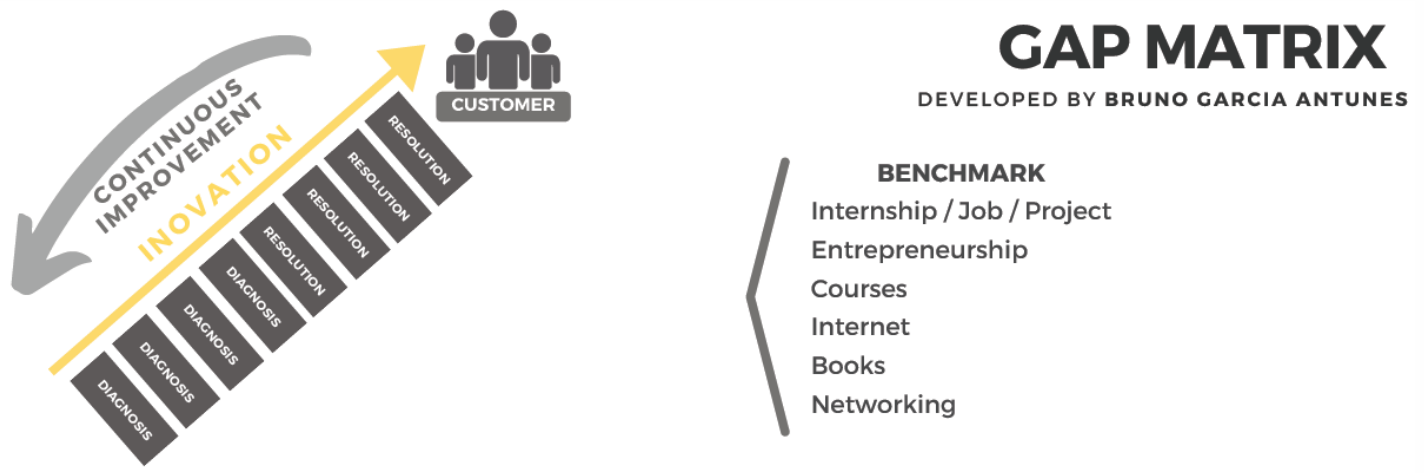 CONTINUOUS
IMPROVEMENT
INOVATION
CUSTOMER
DIAGNOSIS
DIAGNOSIS
DIAGNOSIS
DIAGNOSIS
RESOLUTION
RESOLUTION
RESOLUTION
RESOLUTION
GAP MATRIX
DEVELOPED BY BRUNO GARCIA ANTUNES
BENCHMARK
Internship / Job / Project
Entrepreneurship
Courses
Internet
Books
Networking